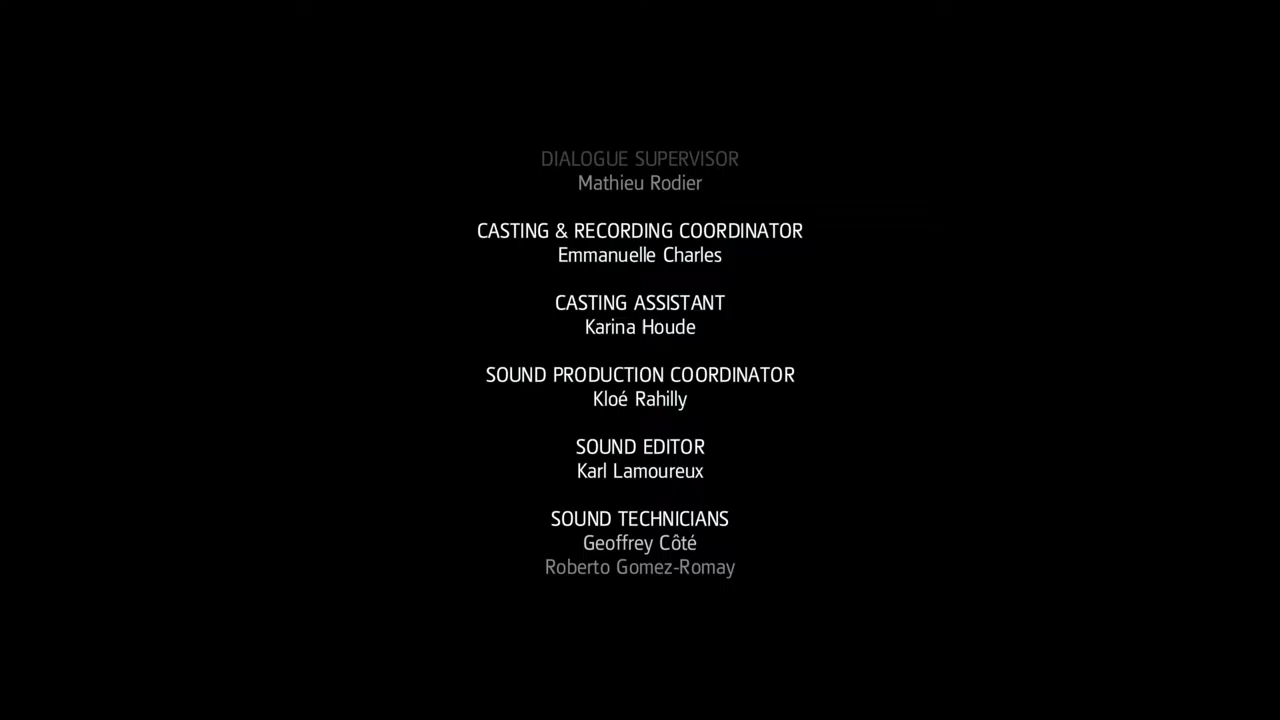 DIALOGUE SUPERVISOR
Mathieu Rodier
CASTING & RECORDING COORDINATOR
Emmanuelle Charles
CASTING ASSISTANT
Karina Houde
SOUND PRODUCTION COORDINATOR
Kloé Rahilly
SOUND EDITOR
Karl Lamoureux
SOUND TECHNICIANS
Geoffrey Côté
Roberto Gomez-Romay